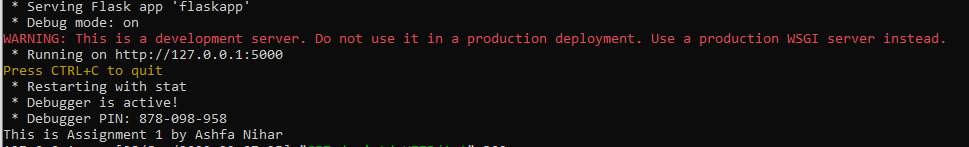 * Serving Flask app 'flaskapp'
* Debug mode: on
WARNING: This is a development server. Do not use it in a production deployment. Use a production WSGI server instead.
* Running on http://127.0.0.1:5000
Press CTRL+C to quit
* Restarting with stat
* Debugger is active!
* Debugger PIN: 878-098-958
This is Assignment 1 by Ashfa Nihar